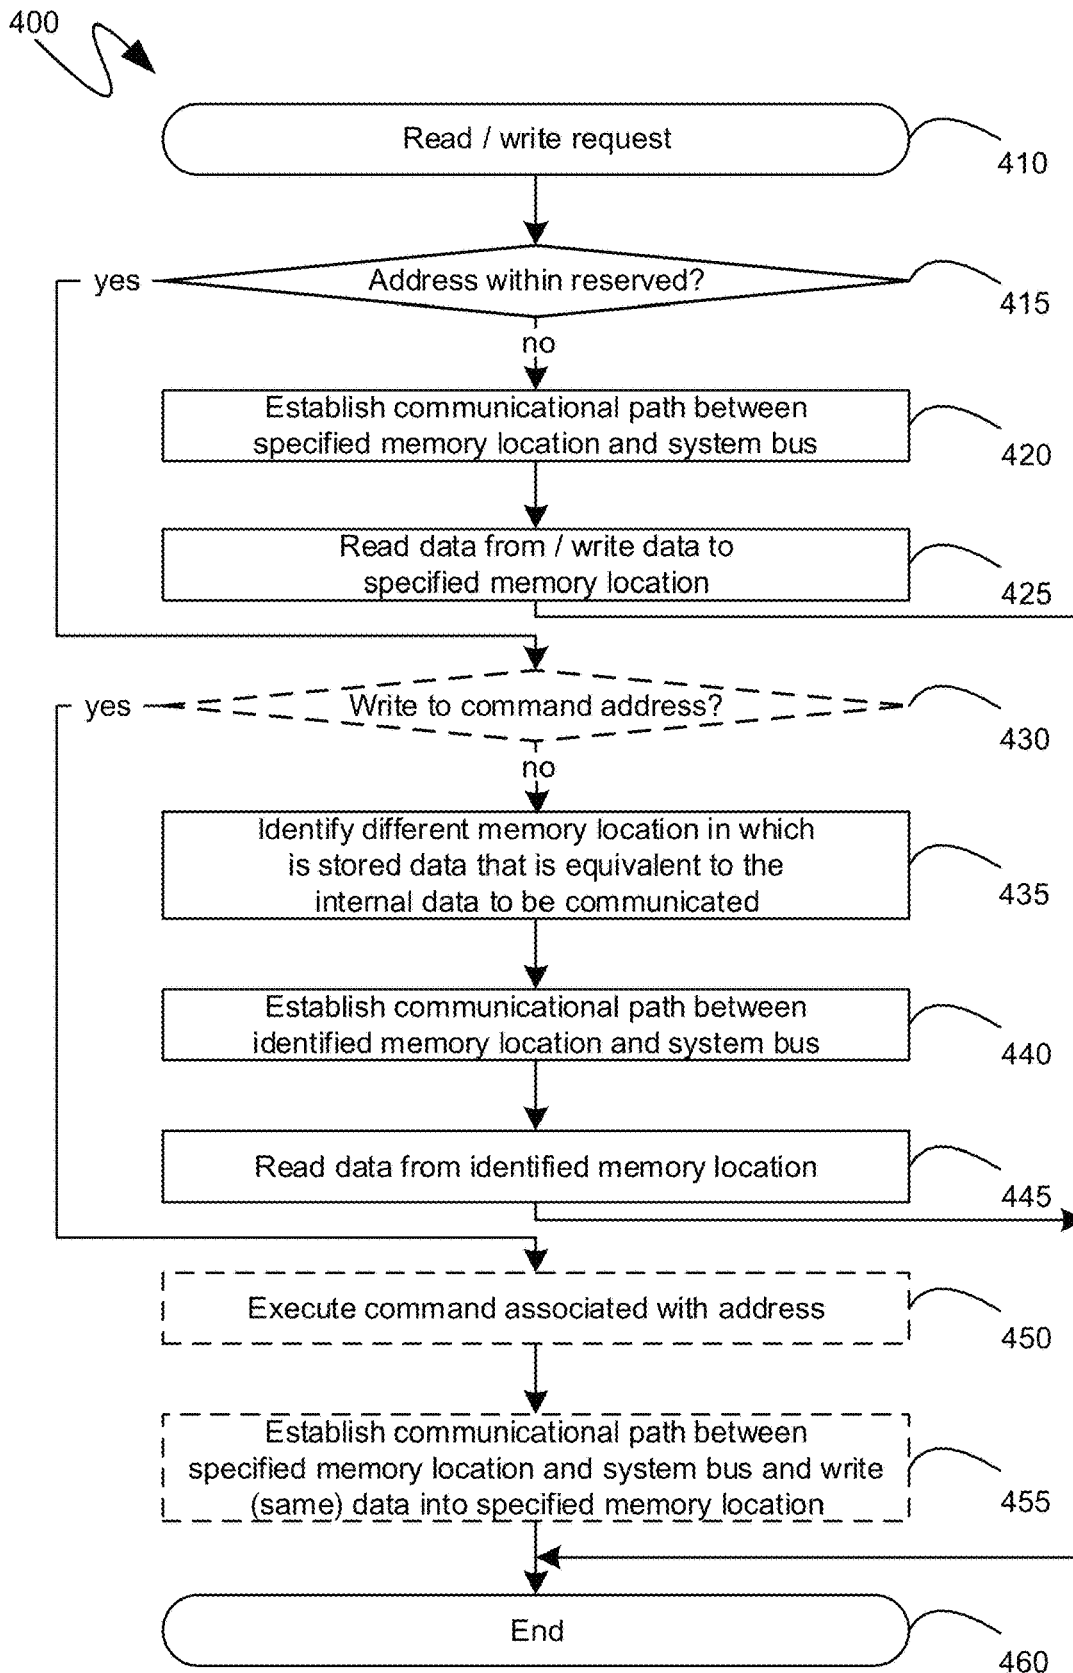 400
Read / write request
410
yes
Address within reserved?
415
no
Establish communicational path between
specified memory location and system bus
420
Read data from / write data to
specified memory location
425
yes
Write to command address?
430
no
Identify different memory location in which
is stored data that is equivalent to the
internal data to be communicated
435
Establish communicational path between
identified memory location and system bus
440
Read data from identified memory location
445
Execute command associated with address
450
Establish communicational path between
specified memory location and system bus and write
(same) data into specified memory location
455
End
460